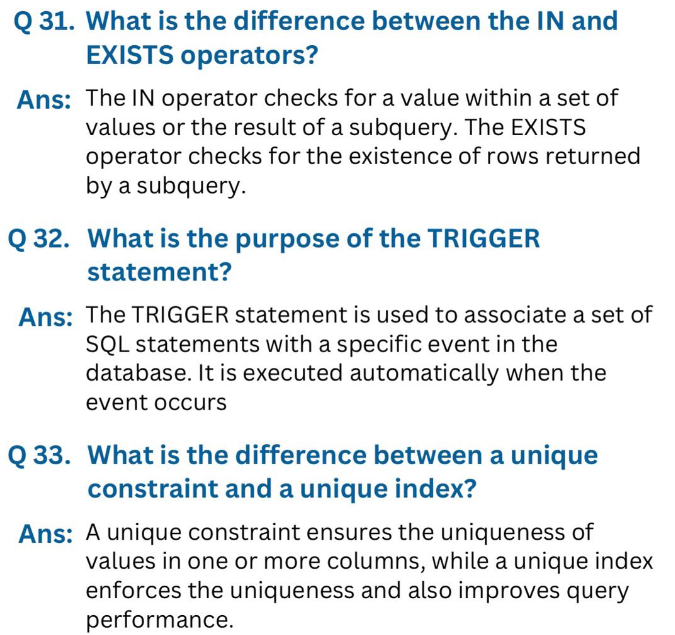 Q 31. What is the difference between the IN and
EXISTS operators?
Ans: The IN operator checks for a value within a set of
values or the result of a subquery. The EXISTS
operator checks for the existence of rows returned
by a subquery.
Q 32. What is the purpose of the TRIGGER
statement?
Ans: The TRIGGER statement is used to associate a set of
SQL statements with a specific event in the
database. It is executed automatically when the
event occurs
Q 33. What is the difference between a unique
constraint and a unique index?
Ans: A unique constraint ensures the uniqueness of
values in one or more columns, while a unique index
enforces the uniqueness and also improves query
performance.